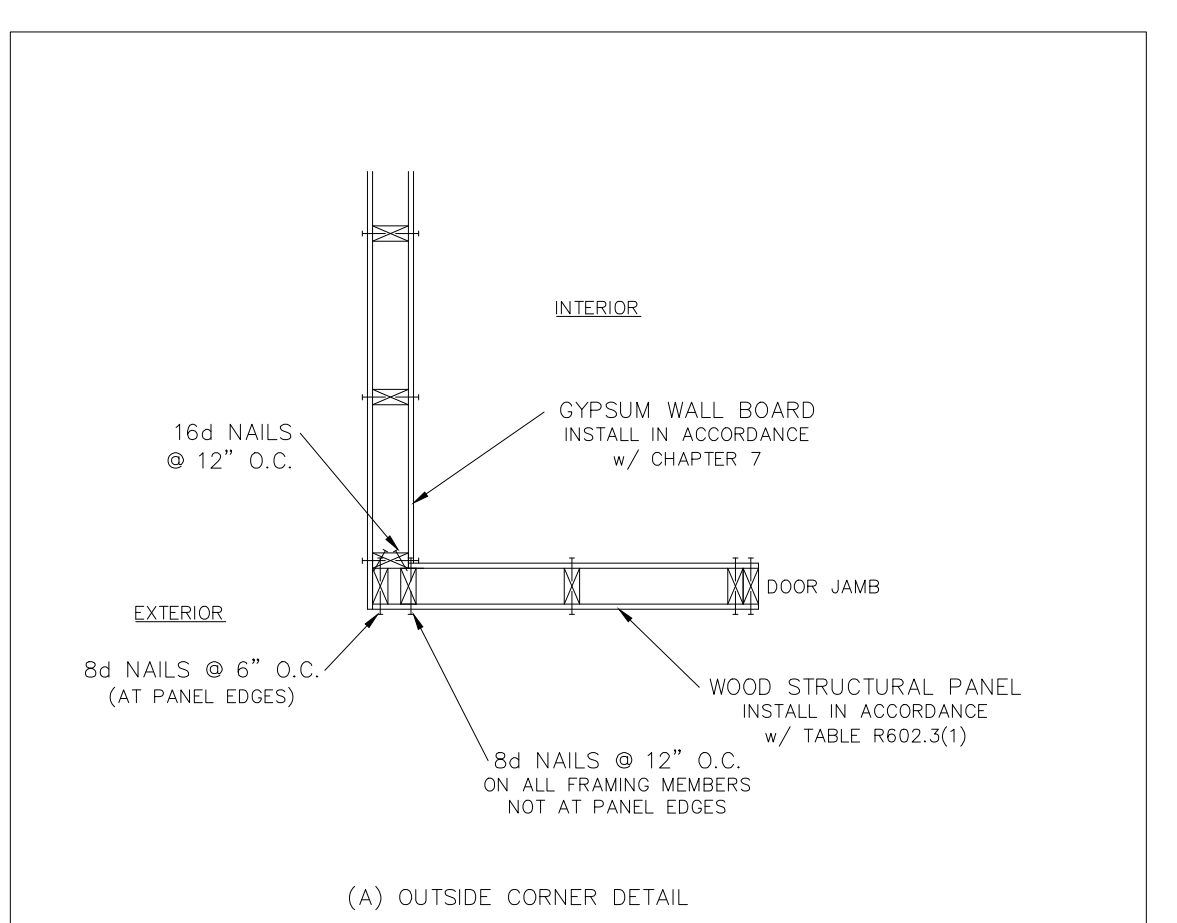 INTERIOR
GYPSUM WALL BOARD
INSTALL IN ACCORDANCE
w/ CHAPTER 7
16d NAILS
@ 12" O.C.
DOOR JAMB
EXTERIOR
8d NAILS @ 6" O.C.
(AT PANEL EDGES)
WOOD STRUCTURAL PANEL
INSTALL IN ACCORDANCE
w/ TABLE R602.3(1)
8d NAILS @ 12" O.C.
ON ALL FRAMING MEMBERS
NOT AT PANEL EDGES
(A) OUTSIDE CORNER DETAIL